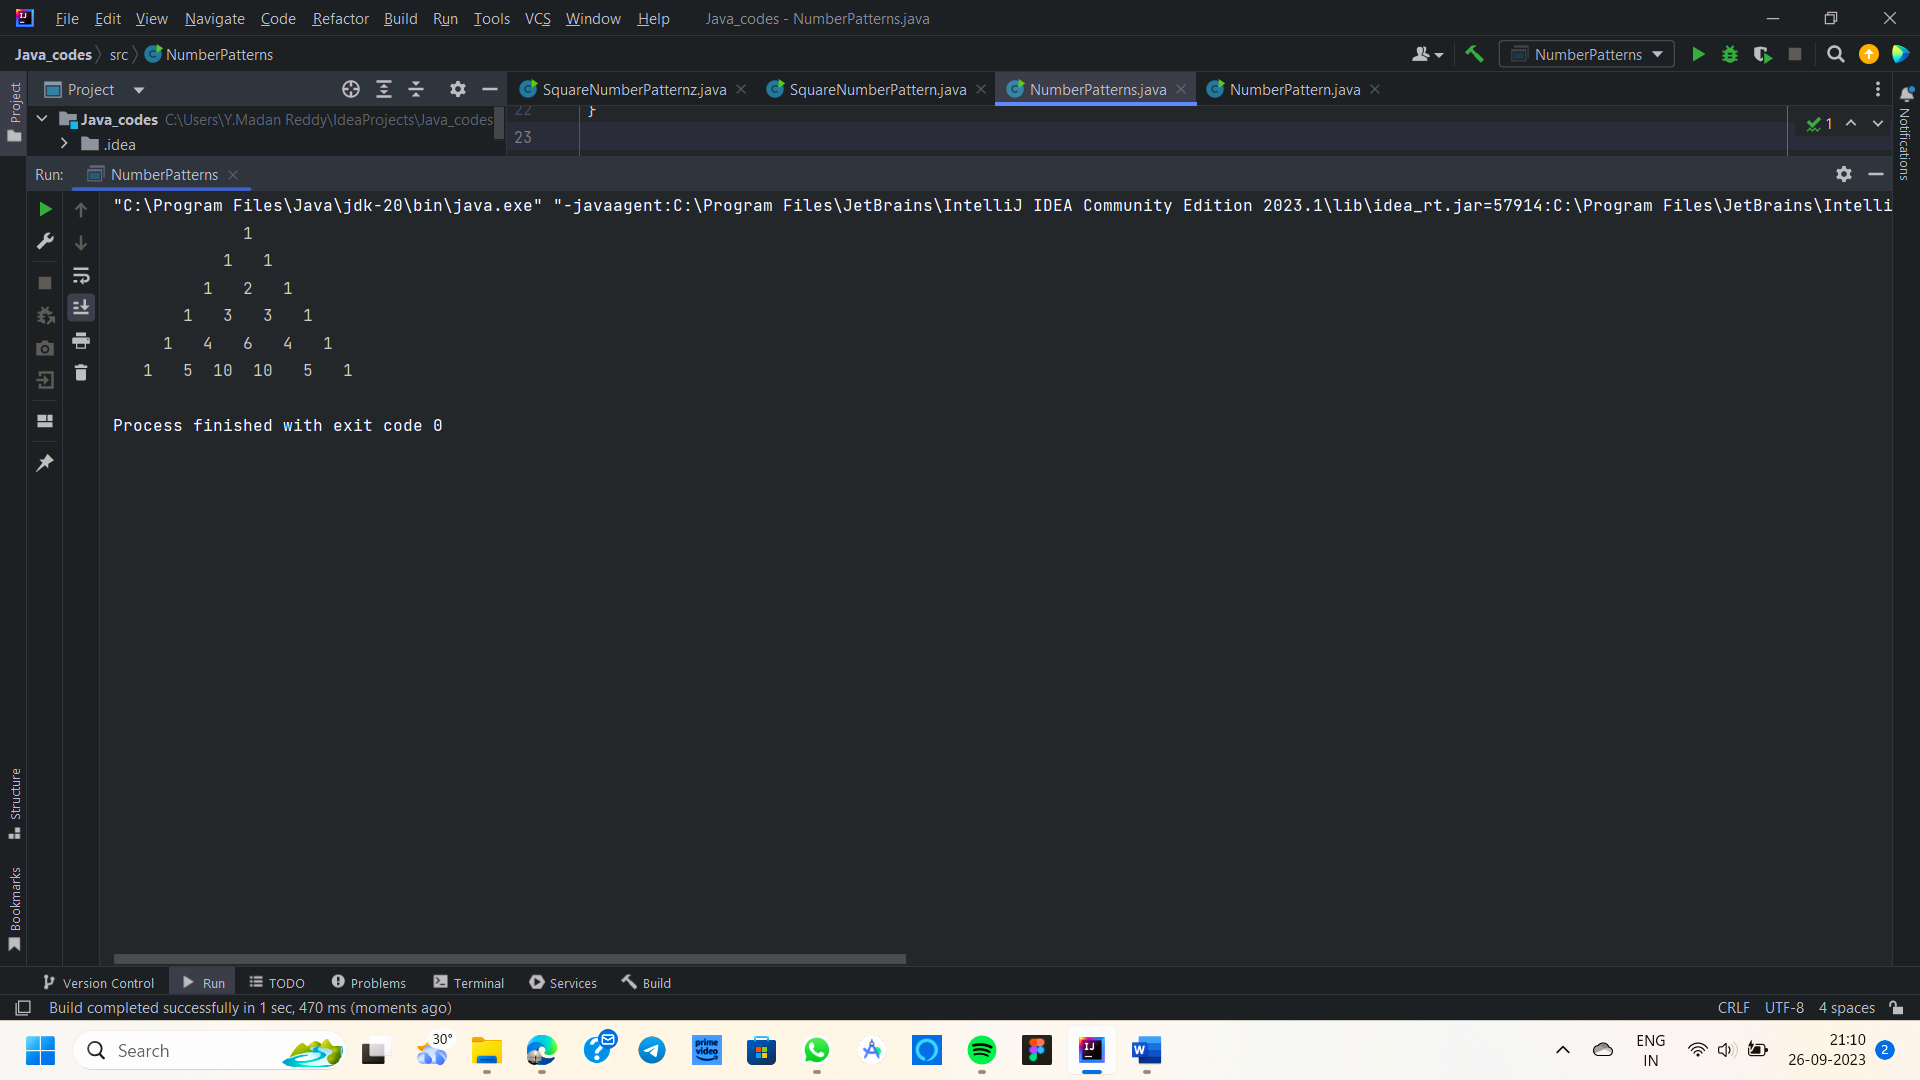 File Edit View Navigate Code Refactor Build Run Tools VCS Window Help Java_codes - NumberPatterns.java
Java_codes src NumberPatterns NumberPatterns
Project Project SquareNumberPatternz.java SquareNumberPattern.java NumberPatterns.java NumberPattern.java
Java_codes C:\Users\Y.Madan Reddy\IdeaProjects\Java_codes 22 }
.idea 23 1
Notifications
Run: NumberPatterns
"C:\Program Files\Java\jdk-20\bin\java.exe" "-javaagent:C:\Program Files\JetBrains\IntelliJ IDEA Community Edition 2023.1\lib\idea_rt.jar=57914:C:\Program Files\JetBrains\Intelli
1
1 1
1 2 1
1 3 3 1
1 4 6 4 1
1 5 10 10 5 1
Process finished with exit code 0
Structure
Bookmarks
Version Control Run TODO Problems Terminal Services Build
Build completed successfully in 1 sec, 470 ms (moments ago) CRLF UTF-8 4 spaces
Search 30° prime video ENG IN 21:10 26-09-2023 2